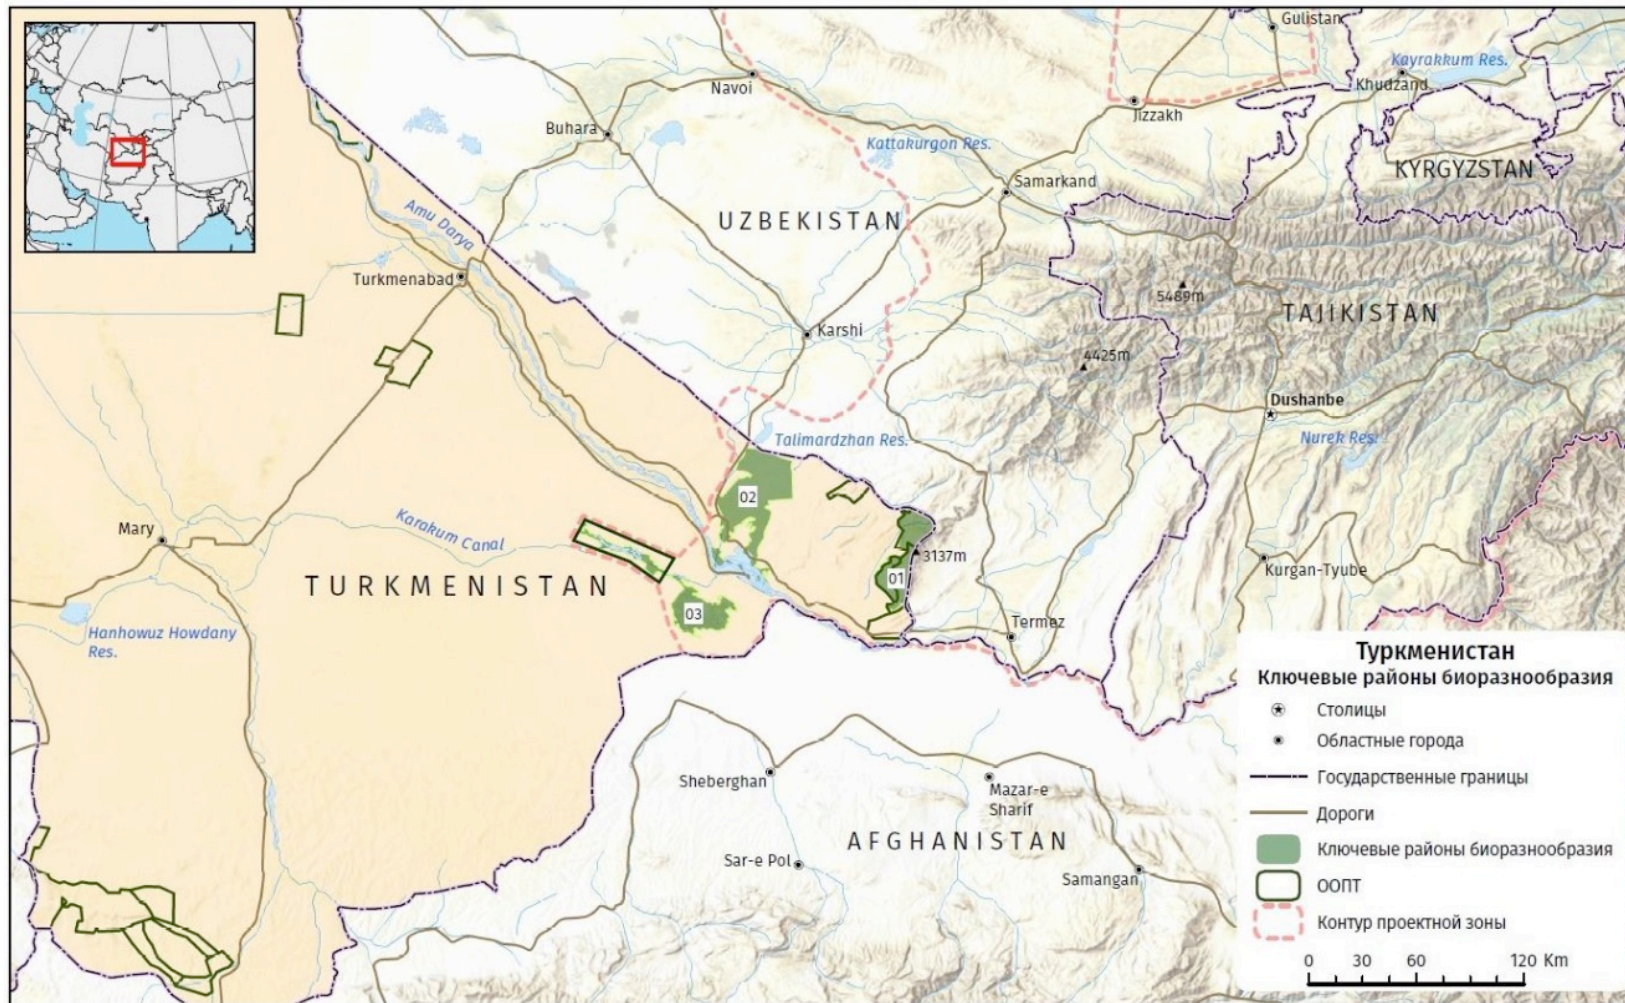 Gulistan
Kayrakkum Res.
Khudzand
Navoi
Jizzakh
Buhara
Kattakurgon Res.
KYRGYZSTAN
Samarkand
Amu Darya
UZBEKISTAN
Turkmenabad
5489m
TAJIKISTAN
Karshi
4425m
Dushanbe
Talimardzhan Res.
Nurek Res.
02
Mary
Karakum Canal
3137m
Kurgan-Tyube
01
TURKMENISTAN
03
Termez
Hanhowuz Howdany
Res.
Sheberghan
Mazar-e
Sharif
AFGHANISTAN
Sar-e Pol
Samangan
Туркменистан
Ключевые районы биоразнообразия
Столицы
Областные города
Государственные границы
Дороги
Ключевые районы биоразнообразия
ООПТ
Контур проектной зоны
0 30 60 120 Km